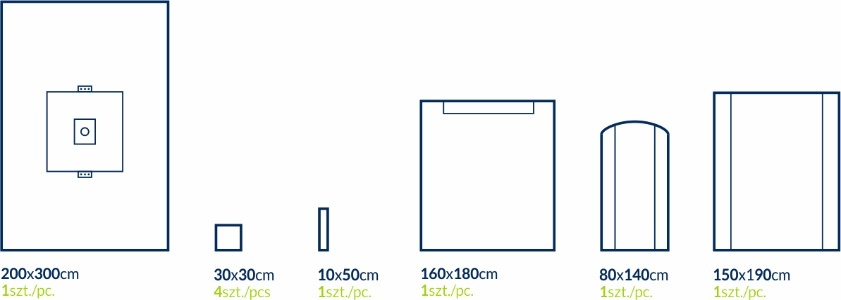 200x300cm
1szt./pc.
30x30cm
4szt./pcs
10x50cm
1szt./pc.
160x180cm
1szt./pc.
80x140cm
1szt./pc.
150x190cm
1szt./pc.